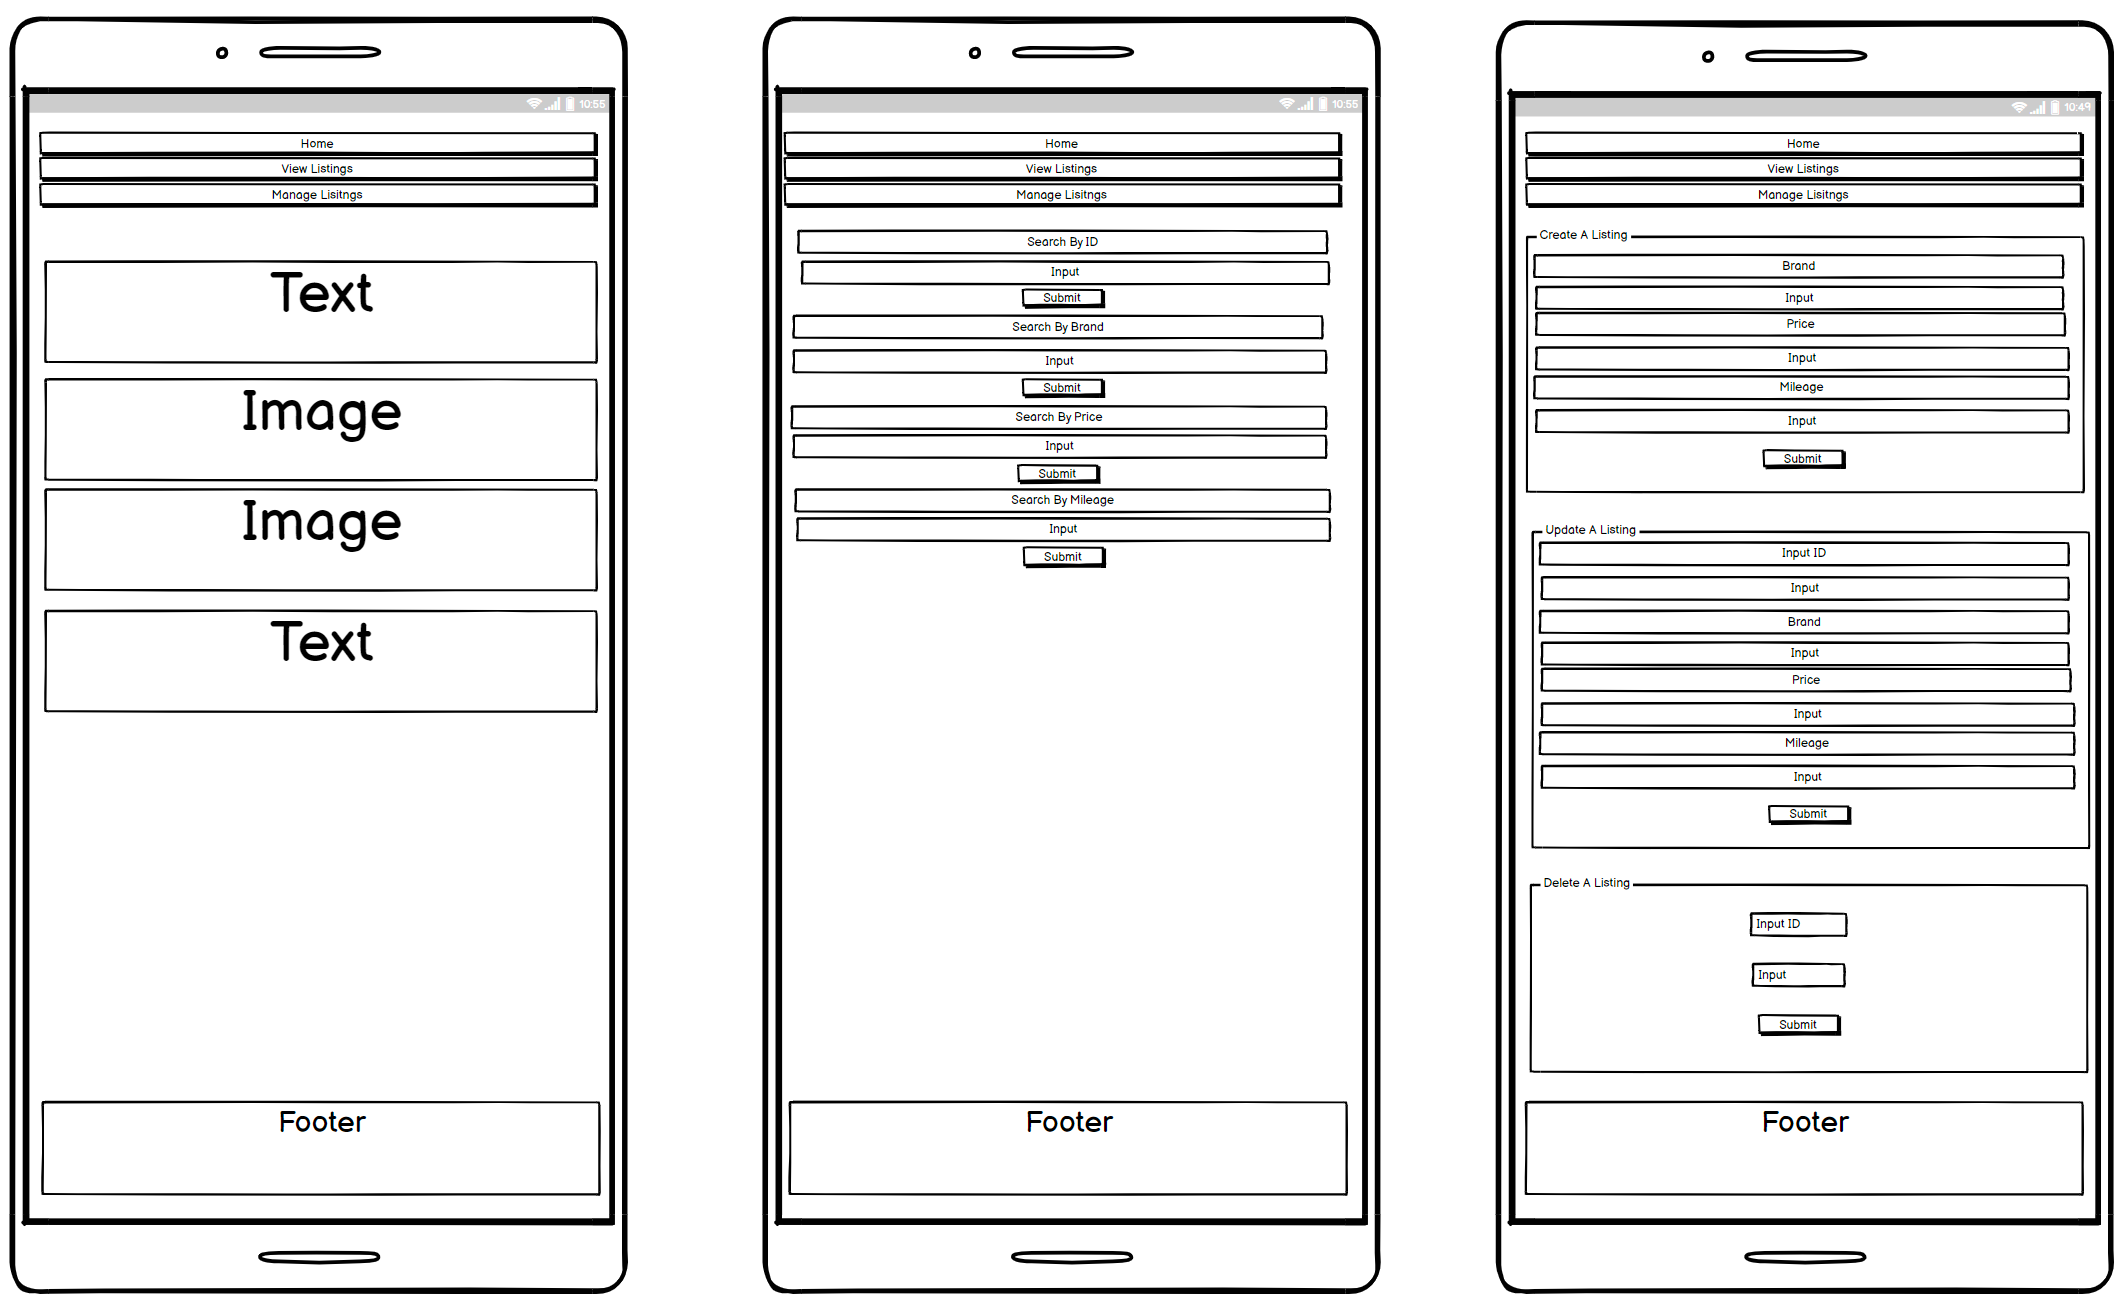 10:55
Home
View Listings
Manage Lisitngs
Text
Image
Image
Text
Footer
10:55
Home
View Listings
Manage Lisitngs
Search By ID
Input
Submit
Search By Brand
Input
Submit
Search By Price
Input
Submit
Search By Mileage
Input
Submit
Footer
10:49
Home
View Listings
Manage Lisitngs
Create A Listing
Brand
Input
Price
Input
Mileage
Input
Submit
Update A Listing
Input ID
Input
Brand
Input
Price
Input
Mileage
Input
Submit
Delete A Listing
Input ID
Input
Submit
Footer